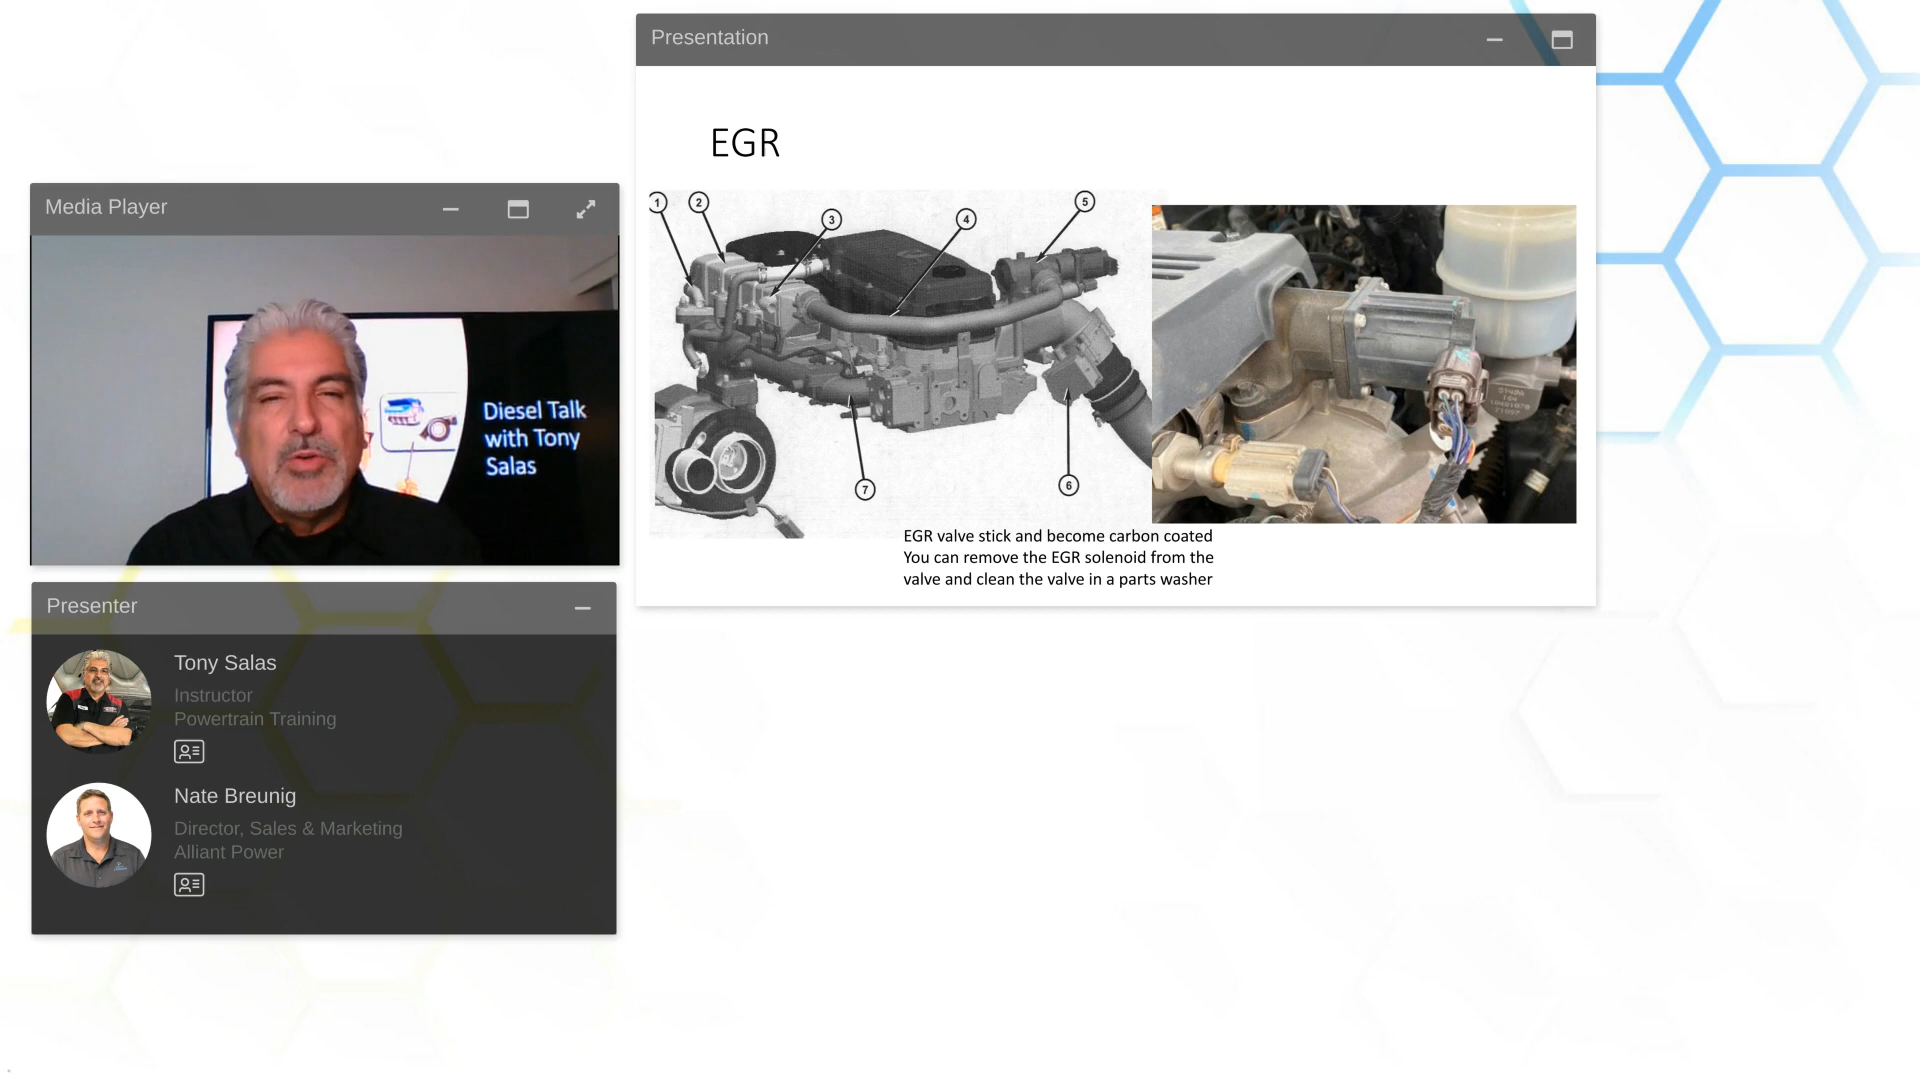 Presentation
EGR
1
2
3
4
5
6
7
EGR valve stick and become carbon coated
You can remove the EGR solenoid from the
valve and clean the valve in a parts washer
Media Player
Diesel Talk
with Tony
Salas
Presenter
Tony Salas
Instructor
Powertrain Training
Nate Breunig
Director, Sales & Marketing
Alliant Power